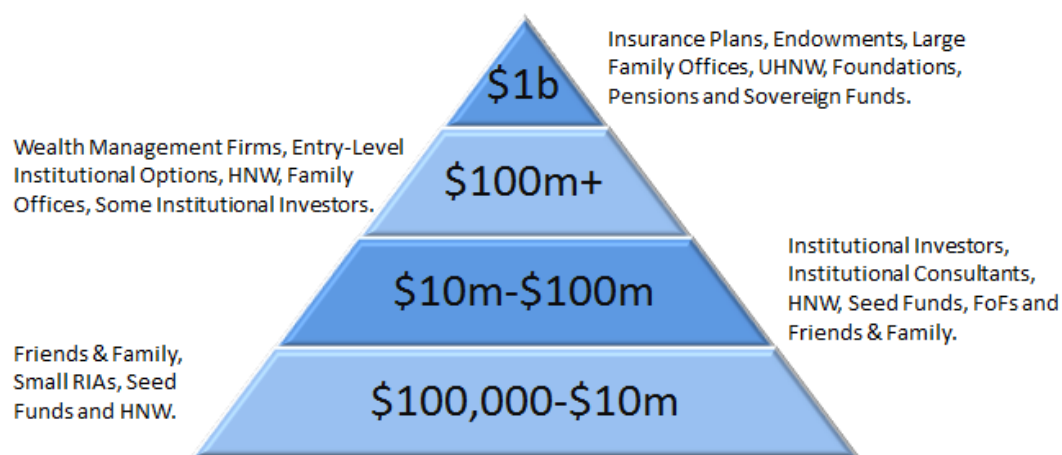 $1b
Insurance Plans, Endowments, Large
Family Offices, UHNW, Foundations,
Pensions and Sovereign Funds.
Wealth Management Firms, Entry-Level
Institutional Options, HNW, Family
Offices, Some Institutional Investors.
$100m+
$10m-$100m
Institutional Investors,
Institutional Consultants,
HNW, Seed Funds, FoFs and
Friends & Family.
Friends & Family,
Small RIAs, Seed
Funds and HNW.
$100,000-$10m